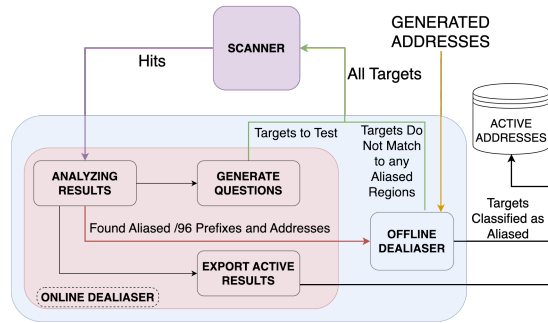 GENERATED
ADDRESSES
SCANNER
Hits
All Targets
Targets to Test
Targets Do
Not Match
to any
Aliased
Regions
ACTIVE
ADDRESSES
ANALYZING
RESULTS
GENERATE
QUESTIONS
Targets
Classified as
Aliased
Found Aliased /96 Prefixes and Addresses
OFFLINE
DEALIASER
EXPORT ACTIVE
RESULTS
ONLINE DEALIASER